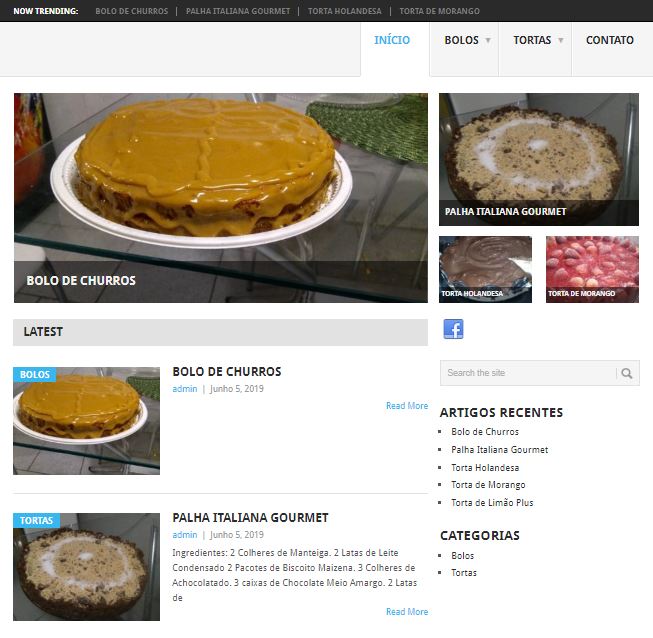 NOW TRENDING: BOLO DE CHURROS | PALHA ITALIANA GOURMET | TORTA HOLANDESA | TORTA DE MORANGO
INÍCIO BOLOS TORTAS CONTATO
BOLO DE CHURROS
PALHA ITALIANA GOURMET
TORTA HOLANDESA
TORTA DE MORANGO
LATEST
BOLOS
BOLO DE CHURROS
admin | Junho 5, 2019
Read More
TORTAS
PALHA ITALIANA GOURMET
admin | Junho 5, 2019
Ingredientes: 2 Colheres de Manteiga. 2 Latas de Leite
Condensado 2 Pacotes de Biscoito Maizena. 3 Colheres de
Achocolatado. 3 caixas de Chocolate Meio Amargo. 2 Latas
de
Read More
f
Search the site
ARTIGOS RECENTES
Bolo de Churros
Palha Italiana Gourmet
Torta Holandesa
Torta de Morango
Torta de Limão Plus
CATEGORIAS
Bolos
Tortas